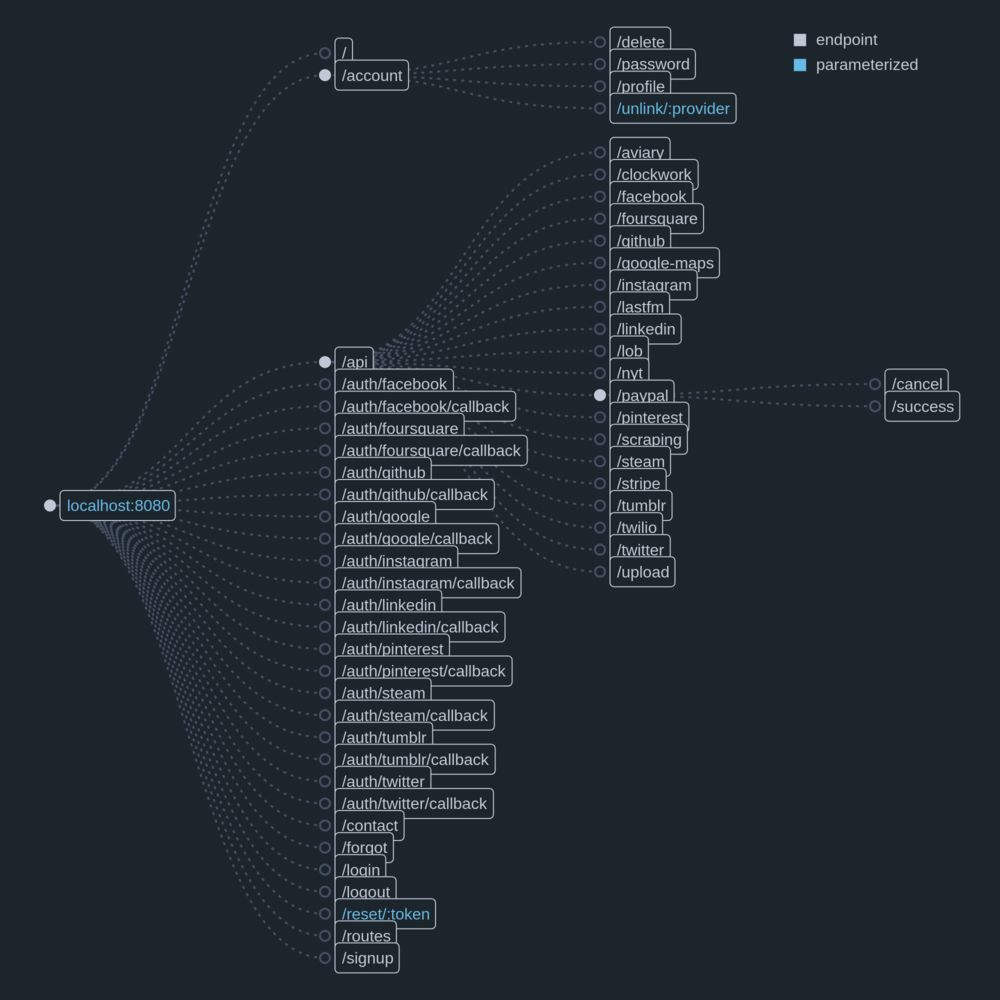 /
/account
/delete
/password
/profile
/unlink/:provider
endpoint
parameterized
/aviary
/clockwork
/facebook
/foursquare
/github
/google-maps
/instagram
/lastfm
/linkedin
/lob
/nyt
/paypal
/pinterest
/scraping
/steam
/stripe
/tumblr
/twilio
/twitter
/upload
/cancel
/success
localhost:8080
/api
/auth/facebook
/auth/facebook/callback
/auth/foursquare
/auth/foursquare/callback
/auth/github
/auth/github/callback
/auth/google
/auth/google/callback
/auth/instagram
/auth/instagram/callback
/auth/linkedin
/auth/linkedin/callback
/auth/pinterest
/auth/pinterest/callback
/auth/steam
/auth/steam/callback
/auth/tumblr
/auth/tumblr/callback
/auth/twitter
/auth/twitter/callback
/contact
/forgot
/login
/logout
/reset/:token
/routes
/signup